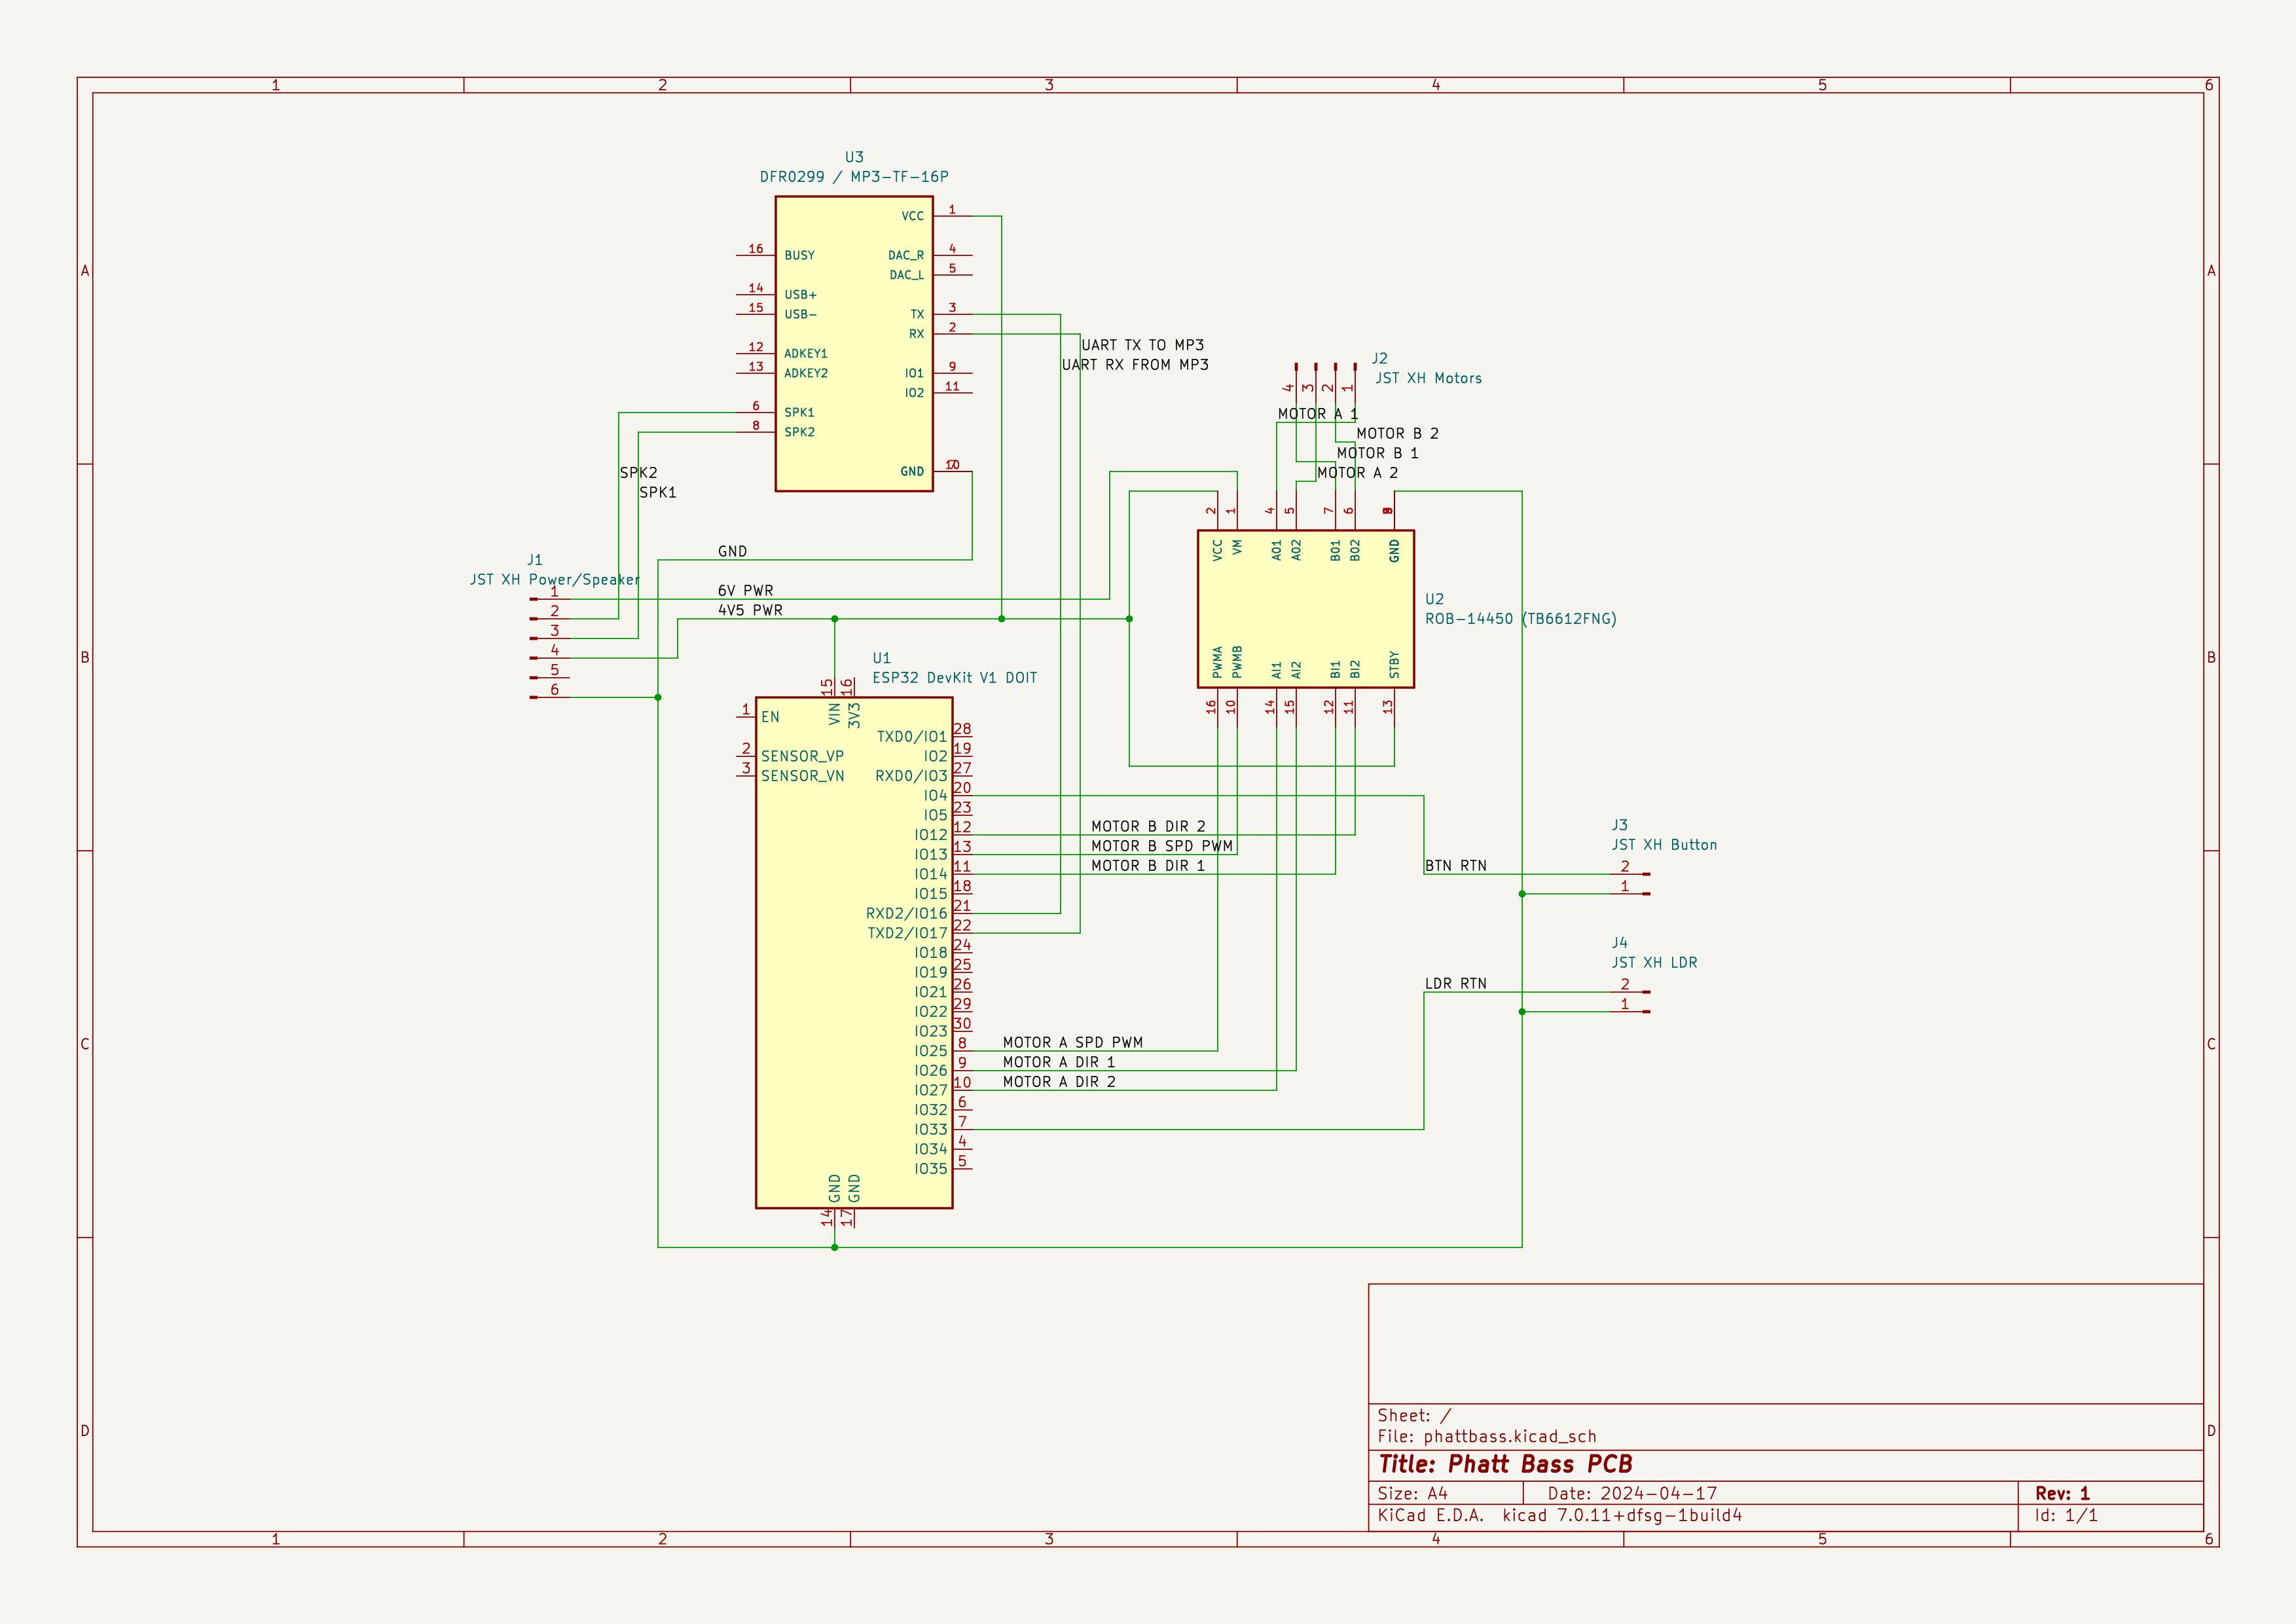 1 2 3 4 5 6
A A
U3
DFR0299 / MP3-TF-16P
VCC 1
16 BUSY DAC_R 4
DAC_L 5
14 USB+
15 USB- TX 3
RX 2
12 ADKEY1
13 ADKEY2 IO1 9
IO2 11
6 SPK1
8 SPK2
GND 10
SPK2
SPK1
UART TX TO MP3
UART RX FROM MP3
J2
JST XH Motors
4 3 2 1
MOTOR A 1
MOTOR B 2
MOTOR B 1
MOTOR A 2
2 1 4 5 7 6
VCC VM A01 A02 B01 B02 GND
U2
ROB-14450 (TB6612FNG)
PWMA PWMB AI1 AI2 BI1 BI2 STBY
16 10 14 15 12 11 13
B B
J1
JST XH Power/Speaker
1
2
3
4
5
6
GND
6V PWR
4V5 PWR
U1
ESP32 DevKit V1 DOIT
15 16
VIN 3V3
1 EN
TXD0/IO1 28
2 SENSOR_VP IO2 19
3 SENSOR_VN RXD0/IO3 27
IO4 20
IO5 23
IO12 12 MOTOR B DIR 2
IO13 13 MOTOR B SPD PWM
IO14 11 MOTOR B DIR 1
IO15 18
RXD2/IO16 21
TXD2/IO17 22
IO18 24
IO19 25
IO21 26
IO22 29
IO23 30
IO25 8 MOTOR A SPD PWM
IO26 9 MOTOR A DIR 1
IO27 10 MOTOR A DIR 2
IO32 6
IO33 7
IO34 4
IO35 5
GND GND
14 17
J3
JST XH Button
BTN RTN 2
1
J4
JST XH LDR
LDR RTN 2
1
C C
D D
Sheet: /
File: phattbass.kicad_sch
Title: Phatt Bass PCB
Size: A4 Date: 2024-04-17 Rev: 1
KiCad E.D.A. kicad 7.0.11+dfsg-1build4 Id: 1/1
1 2 3 4 5 6